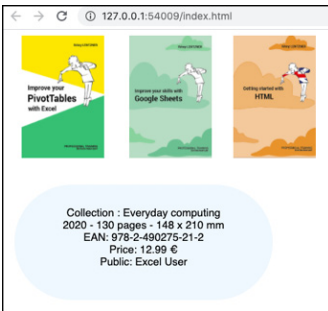 127.0.0.1:54009/index.html
Improve your
PivotTables
with Excel
Improve your skills with
Google Sheets
Getting started with
HTML
Collection : Everyday computing
2020 - 130 pages - 148 x 210 mm
EAN: 978-2-490275-21-2
Price: 12.99 €
Public: Excel User